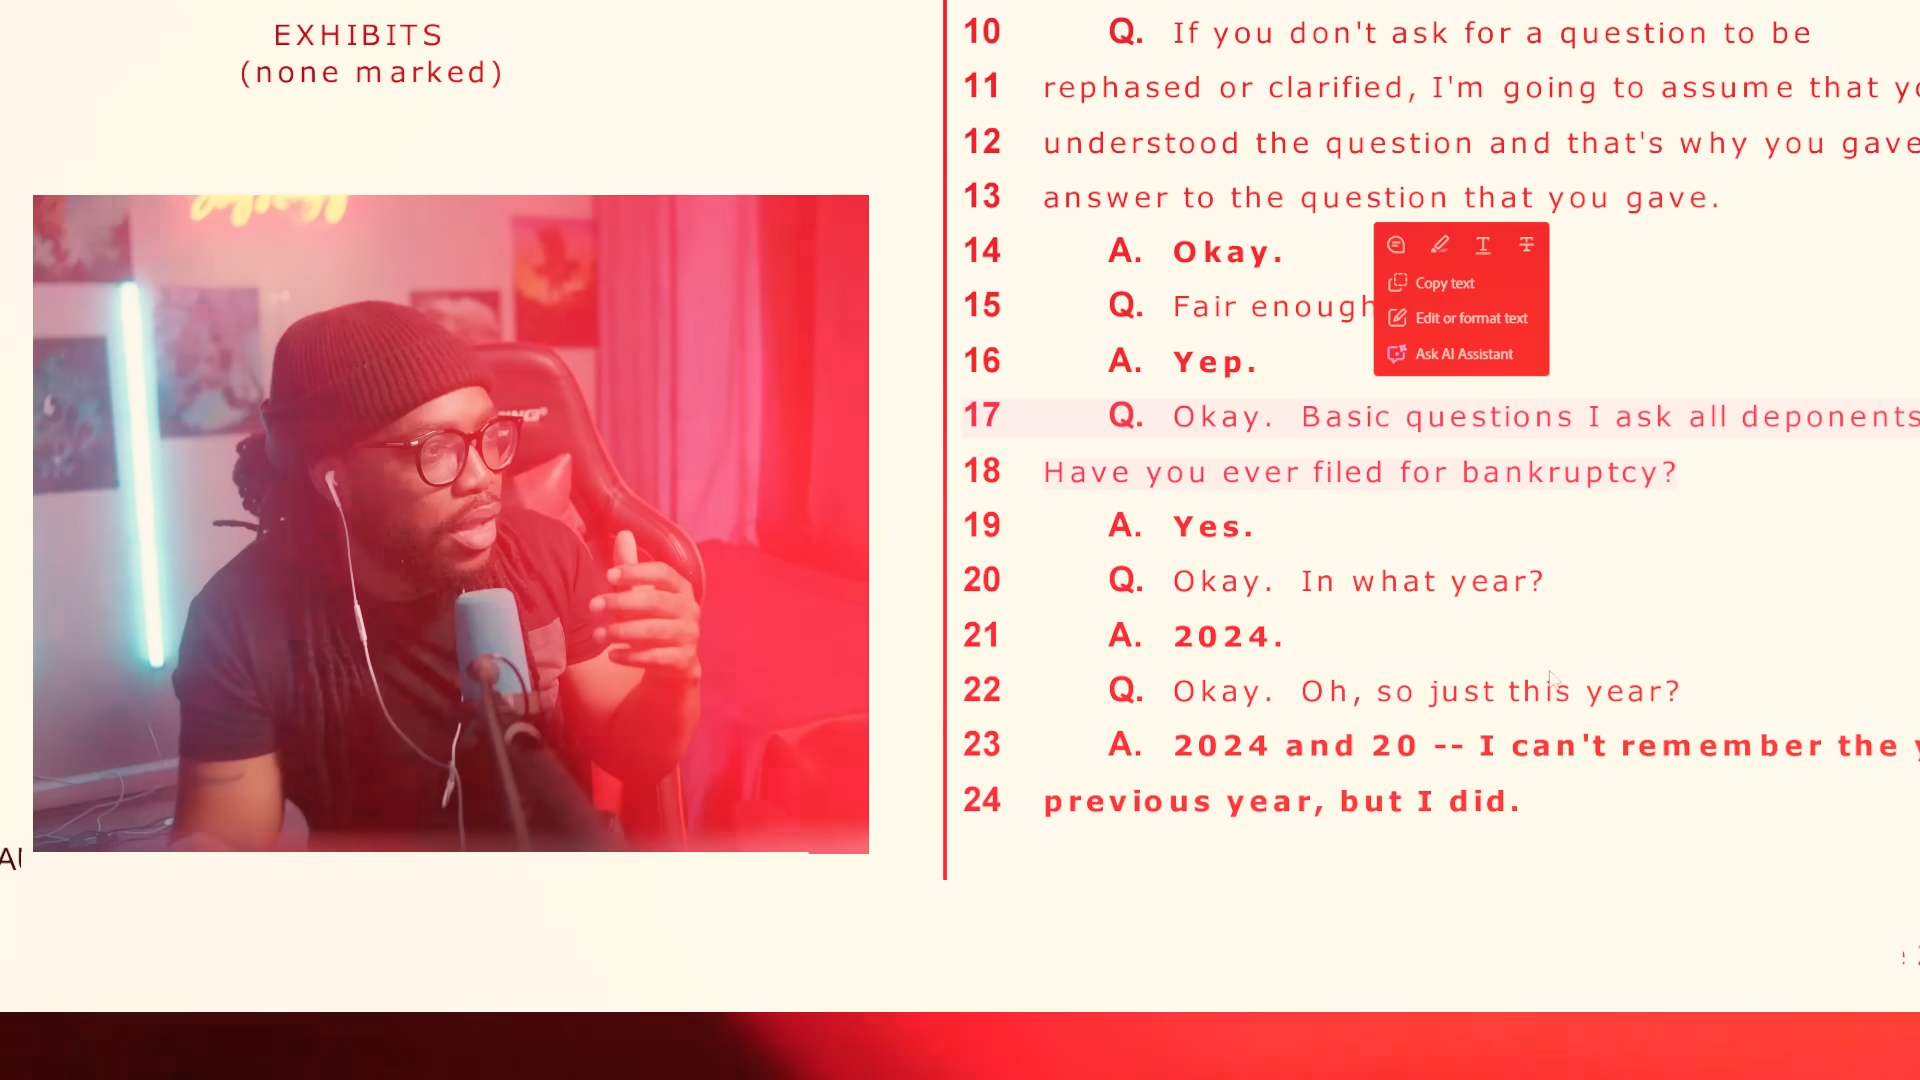 EXHIBITS
(none marked)
10 Q. If you don't ask for a question to be
11 rephased or clarified, I'm going to assume that
12 understood the question and that's why you gave
13 answer to the question that you gave.
14 A. Okay.
15 Q. Fair enough
16 A. Yep.
17 Q. Okay. Basic questions I ask all deponents
18 Have you ever filed for bankruptcy?
19 A. Yes.
20 Q. Okay. In what year?
21 A. 2024.
22 Q. Okay. Oh, so just this year?
23 A. 2024 and 20 -- I can't remember the
24 previous year, but I did.
Copy text
Edit or format text
Ask AI Assistant